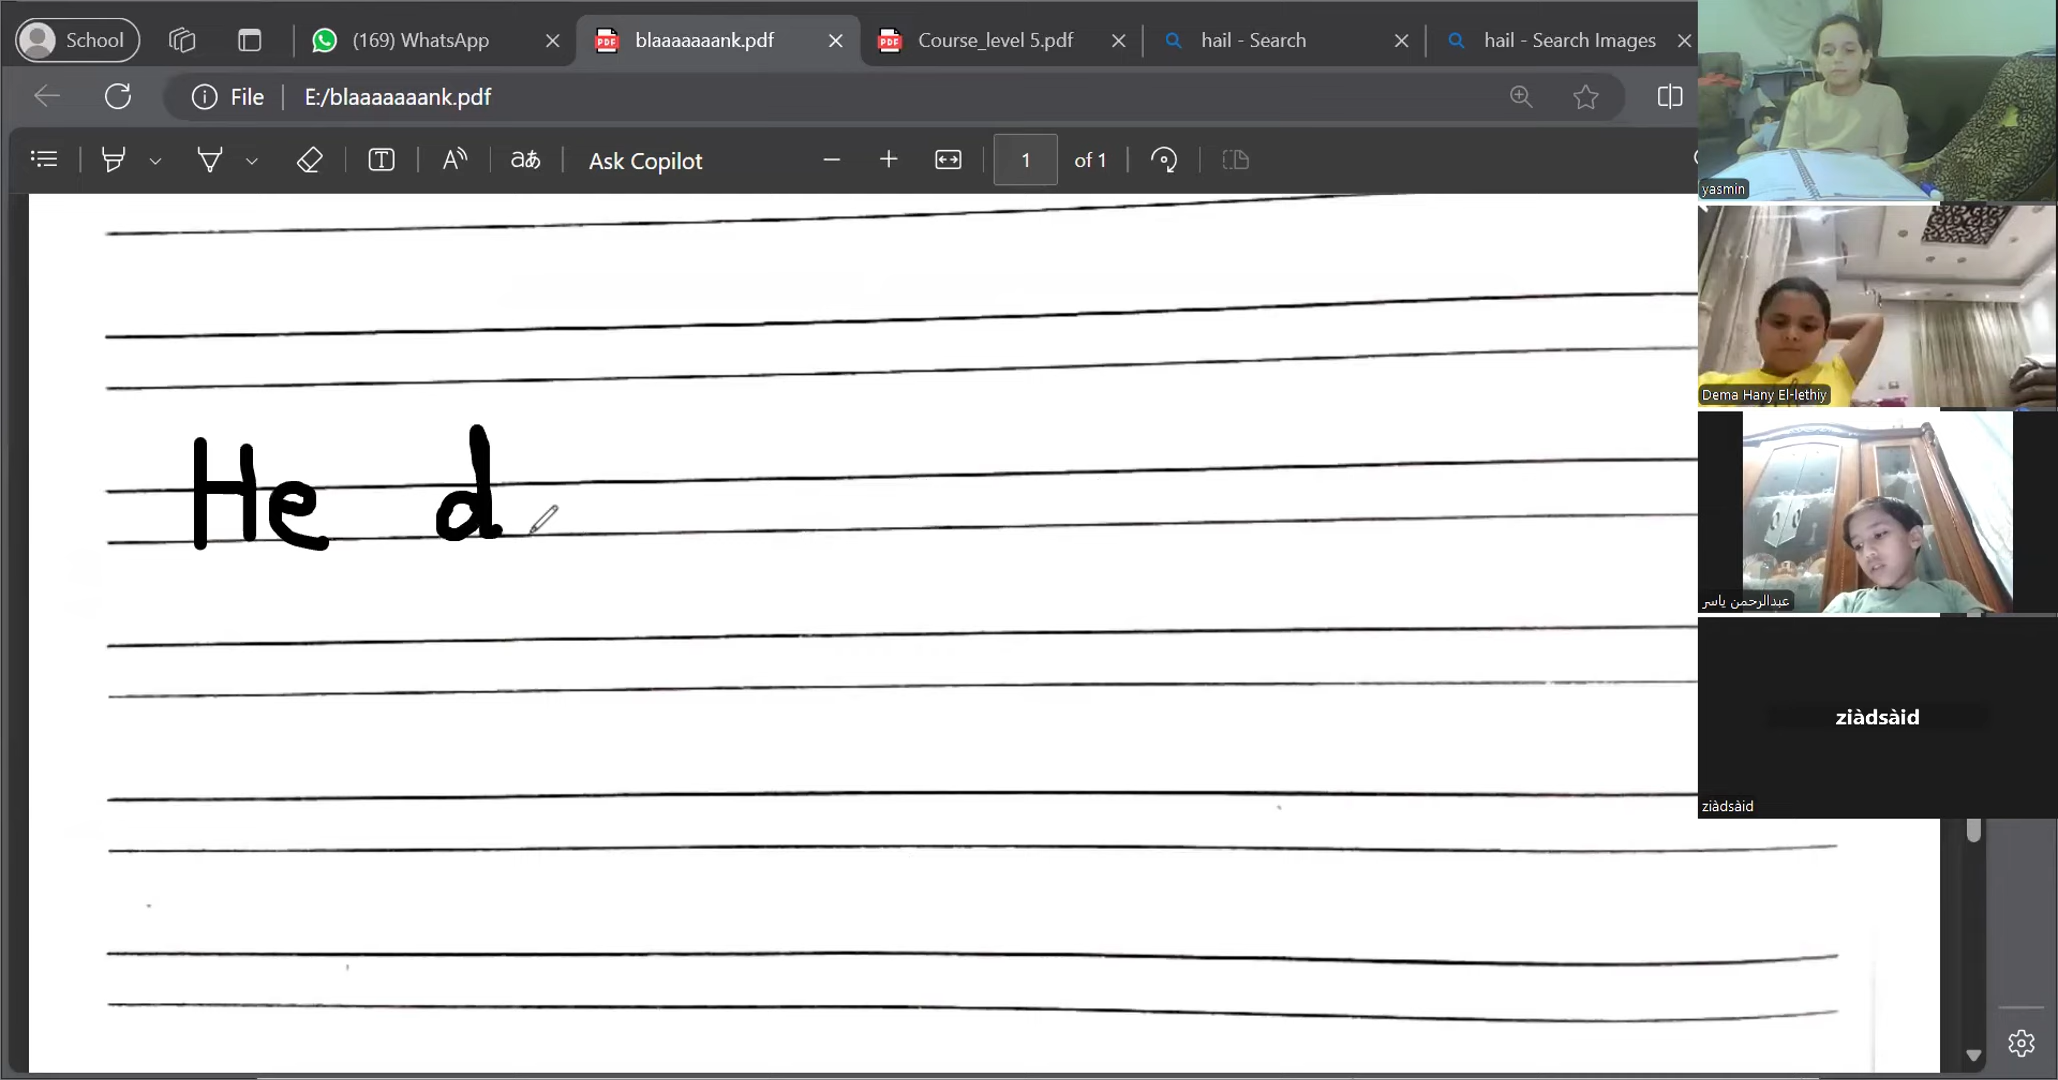 School
(169) WhatsApp
blaaaaaaank.pdf
Course_level 5.pdf
hail - Search
hail - Search Images
File
E:/blaaaaaaank.pdf
Ask Copilot
1
of 1
He d
yasmin
Dema Hany El-lethiy
عبدالرحمن ياسر
ziàdsàid
ziàdsàid